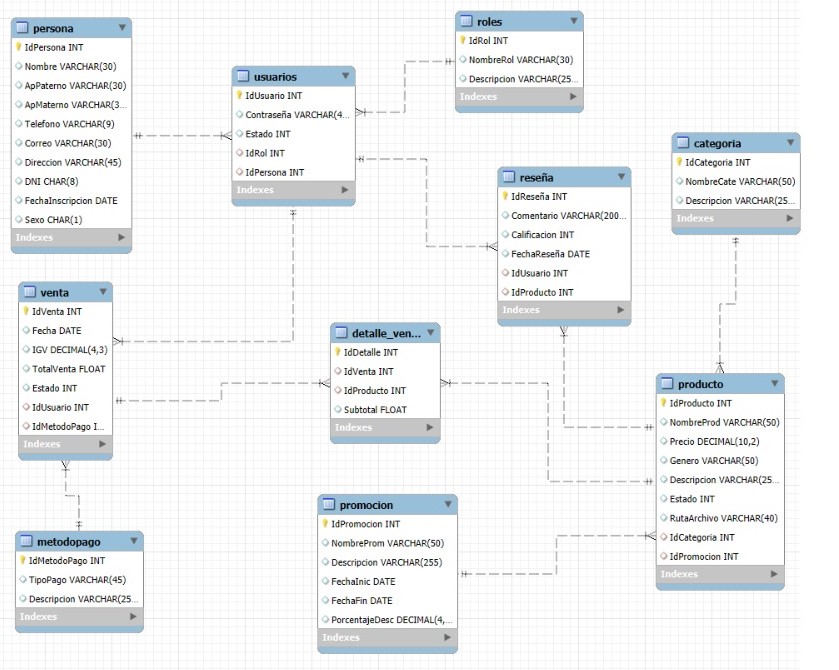 persona
IdPersona INT
Nombre VARCHAR(30)
ApPaterno VARCHAR(30)
ApMaterno VARCHAR(3...
Telefono VARCHAR(9)
Correo VARCHAR(30)
Direccion VARCHAR(45)
DNI CHAR(8)
FechaInscripcion DATE
Sexo CHAR(1)
Indexes
usuarios
IdUsuario INT
Contraseña VARCHAR(4...
Estado INT
IdRol INT
IdPersona INT
Indexes
roles
IdRol INT
NombreRol VARCHAR(30)
Descripcion VARCHAR(25...
Indexes
categoria
IdCategoria INT
NombreCate VARCHAR(50)
Descripcion VARCHAR(25...
Indexes
reseña
IdReseña INT
Comentario VARCHAR(200...
Calificacion INT
FechaReseña DATE
IdUsuario INT
IdProducto INT
Indexes
venta
IdVenta INT
Fecha DATE
IGV DECIMAL(4,3)
TotalVenta FLOAT
Estado INT
IdUsuario INT
IdMetodoPago I...
Indexes
detalle_ven...
IdDetalle INT
IdVenta INT
IdProducto INT
Subtotal FLOAT
Indexes
producto
IdProducto INT
NombreProd VARCHAR(50)
Precio DECIMAL(10,2)
Genero VARCHAR(50)
Descripcion VARCHAR(25...
Estado INT
RutaArchivo VARCHAR(40)
IdCategoria INT
IdPromocion INT
Indexes
metodopago
IdMetodoPago INT
TipoPago VARCHAR(45)
Descripcion VARCHAR(25...
Indexes
promocion
IdPromocion INT
NombreProm VARCHAR(50)
Descripcion VARCHAR(255)
FechaInic DATE
FechaFin DATE
PorcentajeDesc DECIMAL(4,...
Indexes